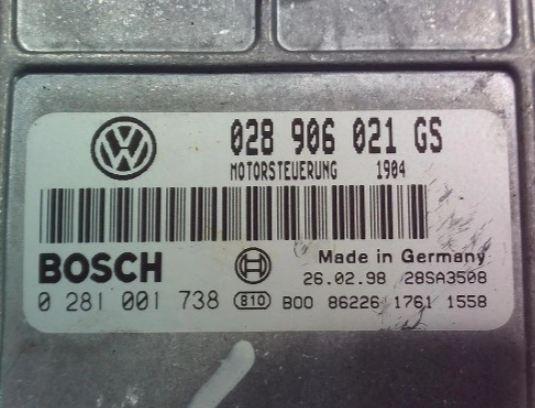 028 906 021 GS
MOTORSTEUERUNG 1904
BOSCH
Made in Germany
26.02.98 28SA3508
0 281 001 738 810 B00 86226 1761 1558